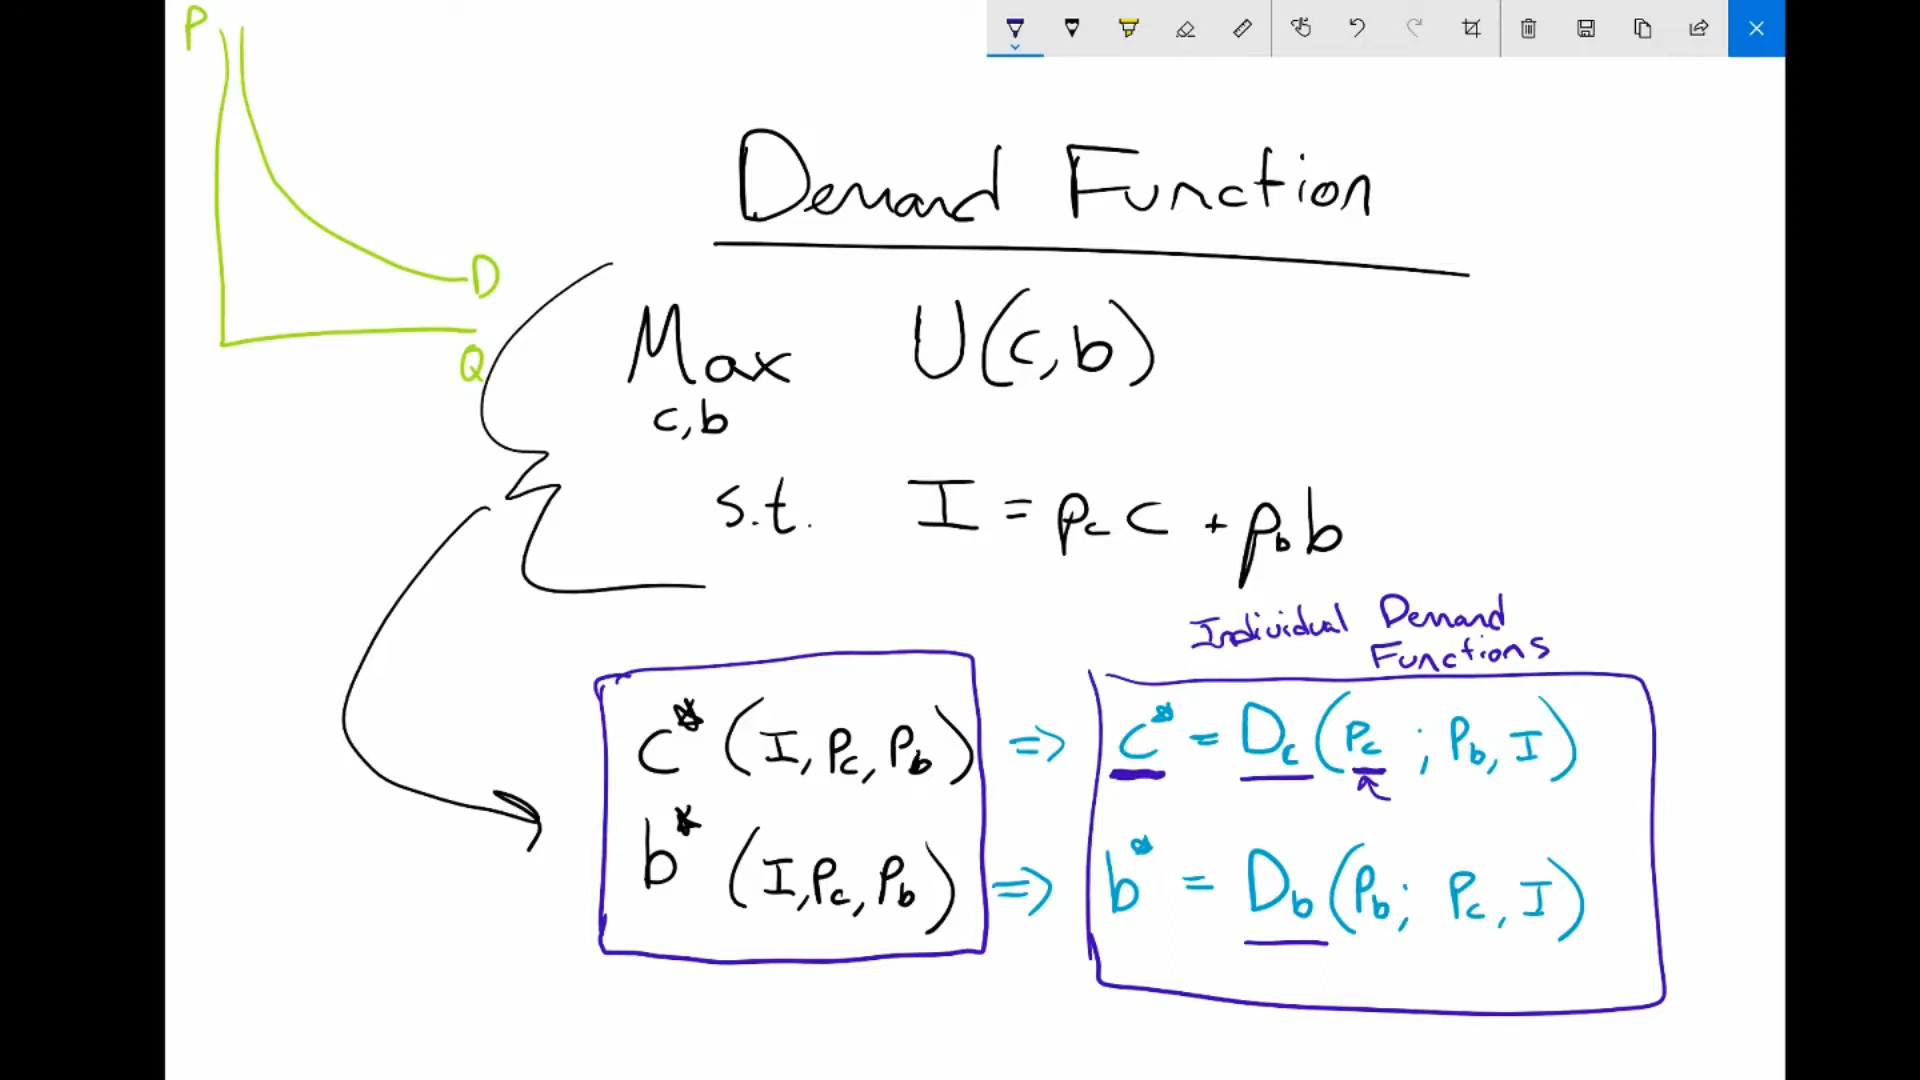 P
D
Q
Demand Function
Max U(c,b)
c,b
s.t. I = p_c c + p_b b
Individual Demand
Functions
c* (I, P_c, P_b) => c* = D_c (P_c ; P_b, I)
b* (I, P_c, P_b) => b* = D_b (P_b ; P_c, I)